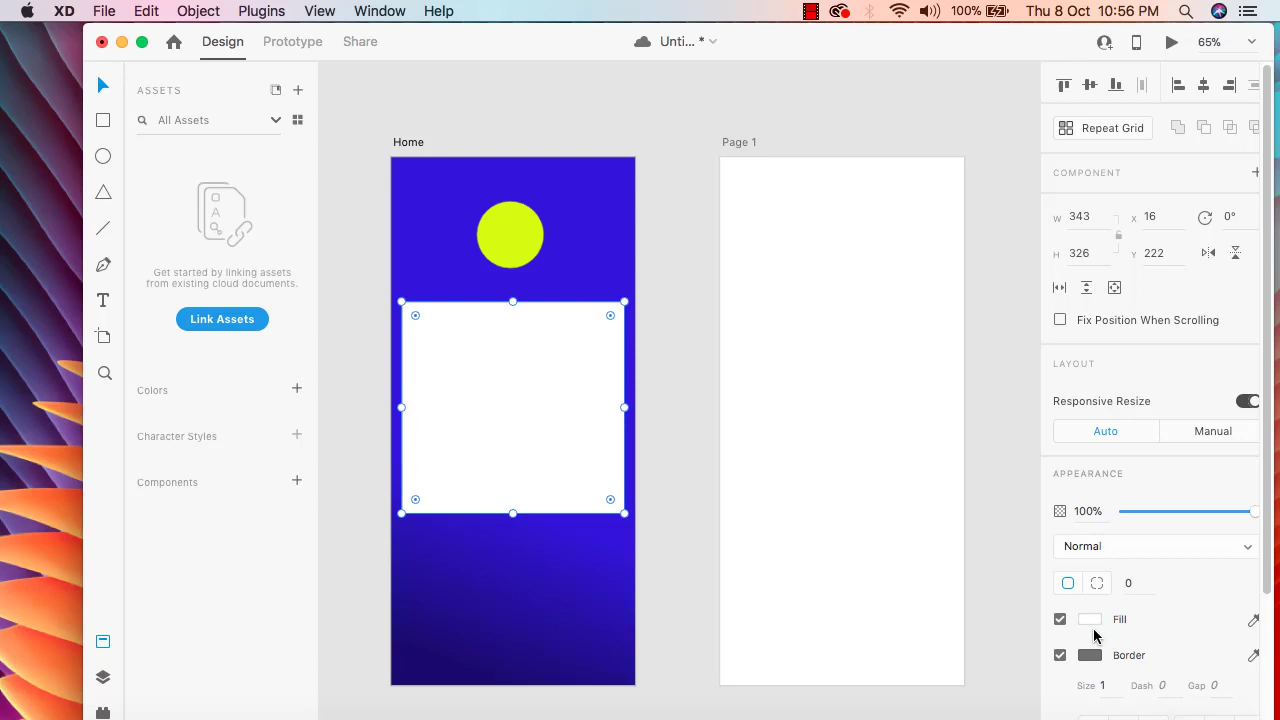 XD File Edit Object Plugins View Window Help 100% Thu 8 Oct 10:56 PM
Design Prototype Share Unti... * 65%
ASSETS
All Assets
Get started by linking assets
from existing cloud documents.
Link Assets
Colors
Character Styles
Components
Home
Page 1
Repeat Grid
COMPONENT
W 343 X 16 0°
H 326 Y 222
Fix Position When Scrolling
LAYOUT
Responsive Resize
Auto Manual
APPEARANCE
100%
Normal
0
Fill
Border
Size 1 Dash 0 Gap 0